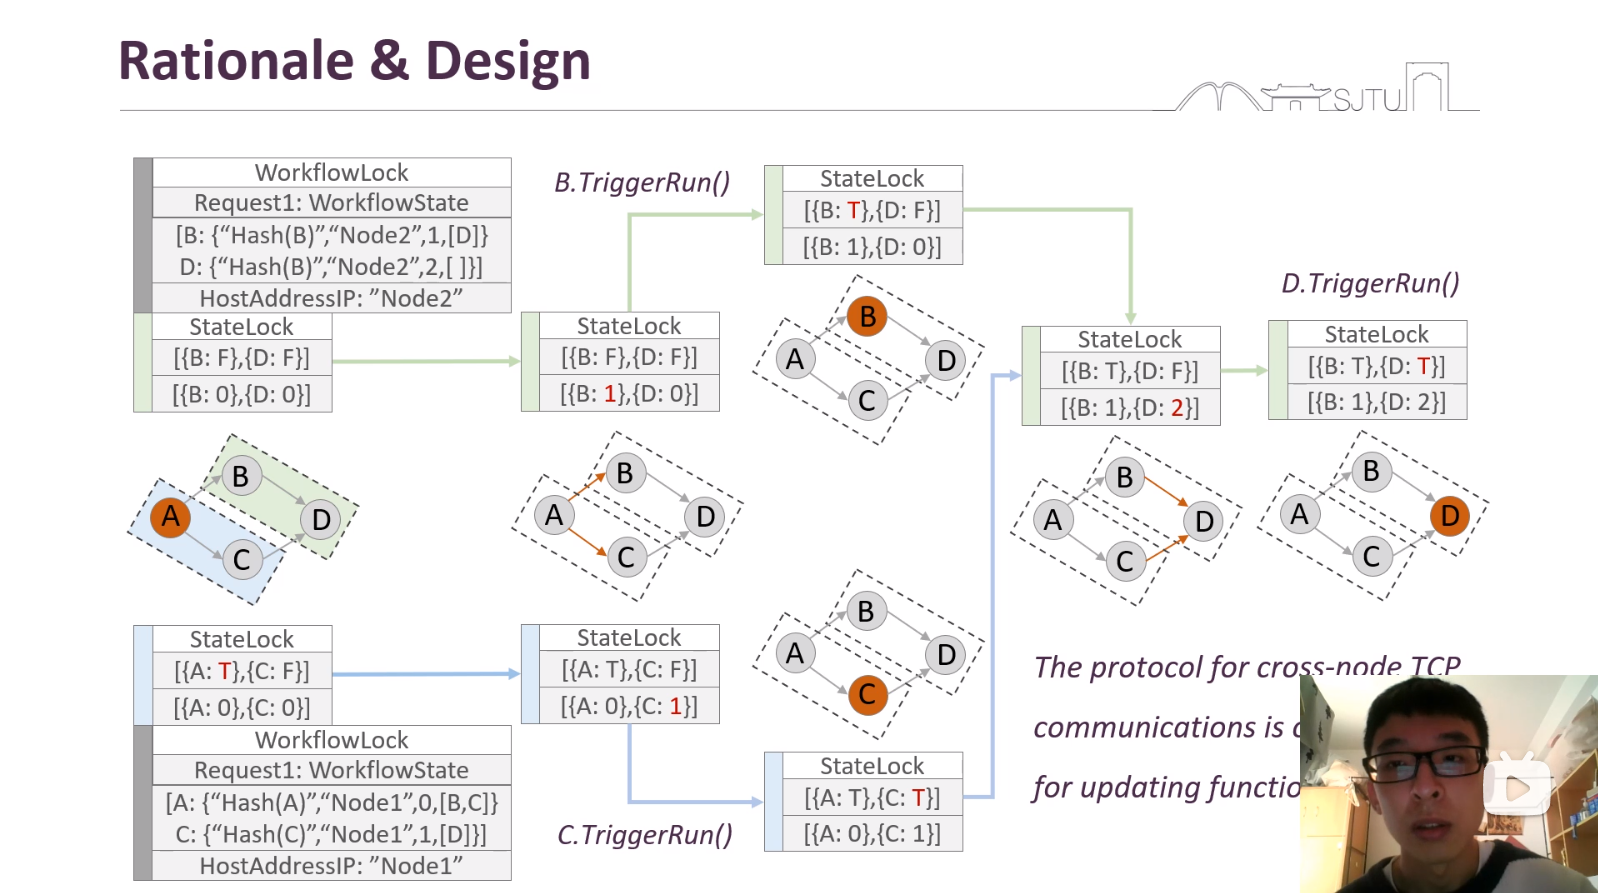 Rationale & Design
SJTU
WorkflowLock
Request1: WorkflowState
[B: {“Hash(B)”,“Node2”,1,[D]}
D: {“Hash(B)”,“Node2”,2,[ ]}]
HostAddressIP: ”Node2”
StateLock
[{B: F},{D: F}]
[{B: 0},{D: 0}]
StateLock
[{B: F},{D: F}]
[{B: 1},{D: 0}]
B.TriggerRun()
StateLock
[{B: T},{D: F}]
[{B: 1},{D: 0}]
StateLock
[{B: T},{D: F}]
[{B: 1},{D: 2}]
D.TriggerRun()
StateLock
[{B: T},{D: T}]
[{B: 1},{D: 2}]
A
B
C
D
A
B
C
D
A
B
C
D
A
B
C
D
A
B
C
D
A
B
C
D
StateLock
[{A: T},{C: F}]
[{A: 0},{C: 0}]
WorkflowLock
Request1: WorkflowState
[A: {“Hash(A)”,“Node1”,0,[B,C]}
C: {“Hash(C)”,“Node1”,1,[D]}]
HostAddressIP: ”Node1”
StateLock
[{A: T},{C: F}]
[{A: 0},{C: 1}]
C.TriggerRun()
StateLock
[{A: T},{C: T}]
[{A: 0},{C: 1}]
The protocol for cross-node TCP
communications is
for updating